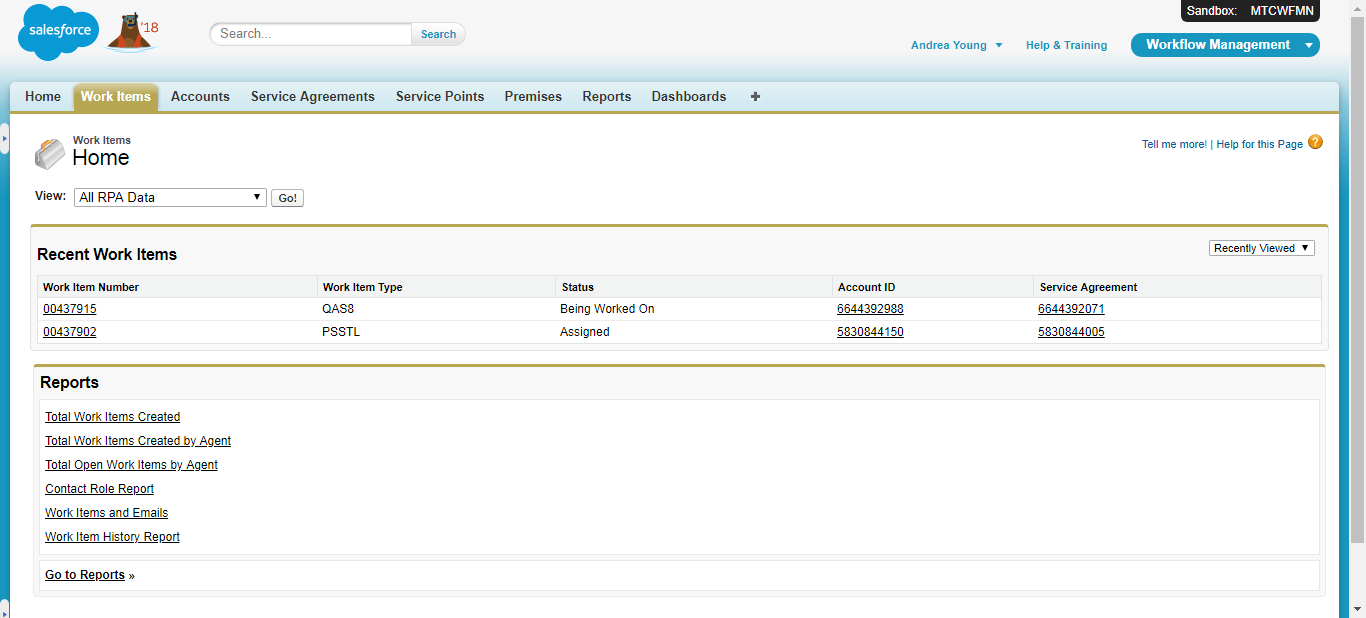 Sandbox: MTCWFMN
salesforce
'18
Search...
Search
Andrea Young
Help & Training
Workflow Management
Home
Work Items
Accounts
Service Agreements
Service Points
Premises
Reports
Dashboards
+
Work Items
Home
Tell me more! | Help for this Page
?
View:
All RPA Data
Go!
Recent Work Items
Recently Viewed
Work Item Number Work Item Type Status Account ID Service Agreement
00437915 QAS8 Being Worked On 6644392988 6644392071
00437902 PSSTL Assigned 5830844150 5830844005
Reports
Total Work Items Created
Total Work Items Created by Agent
Total Open Work Items by Agent
Contact Role Report
Work Items and Emails
Work Item History Report
Go to Reports »